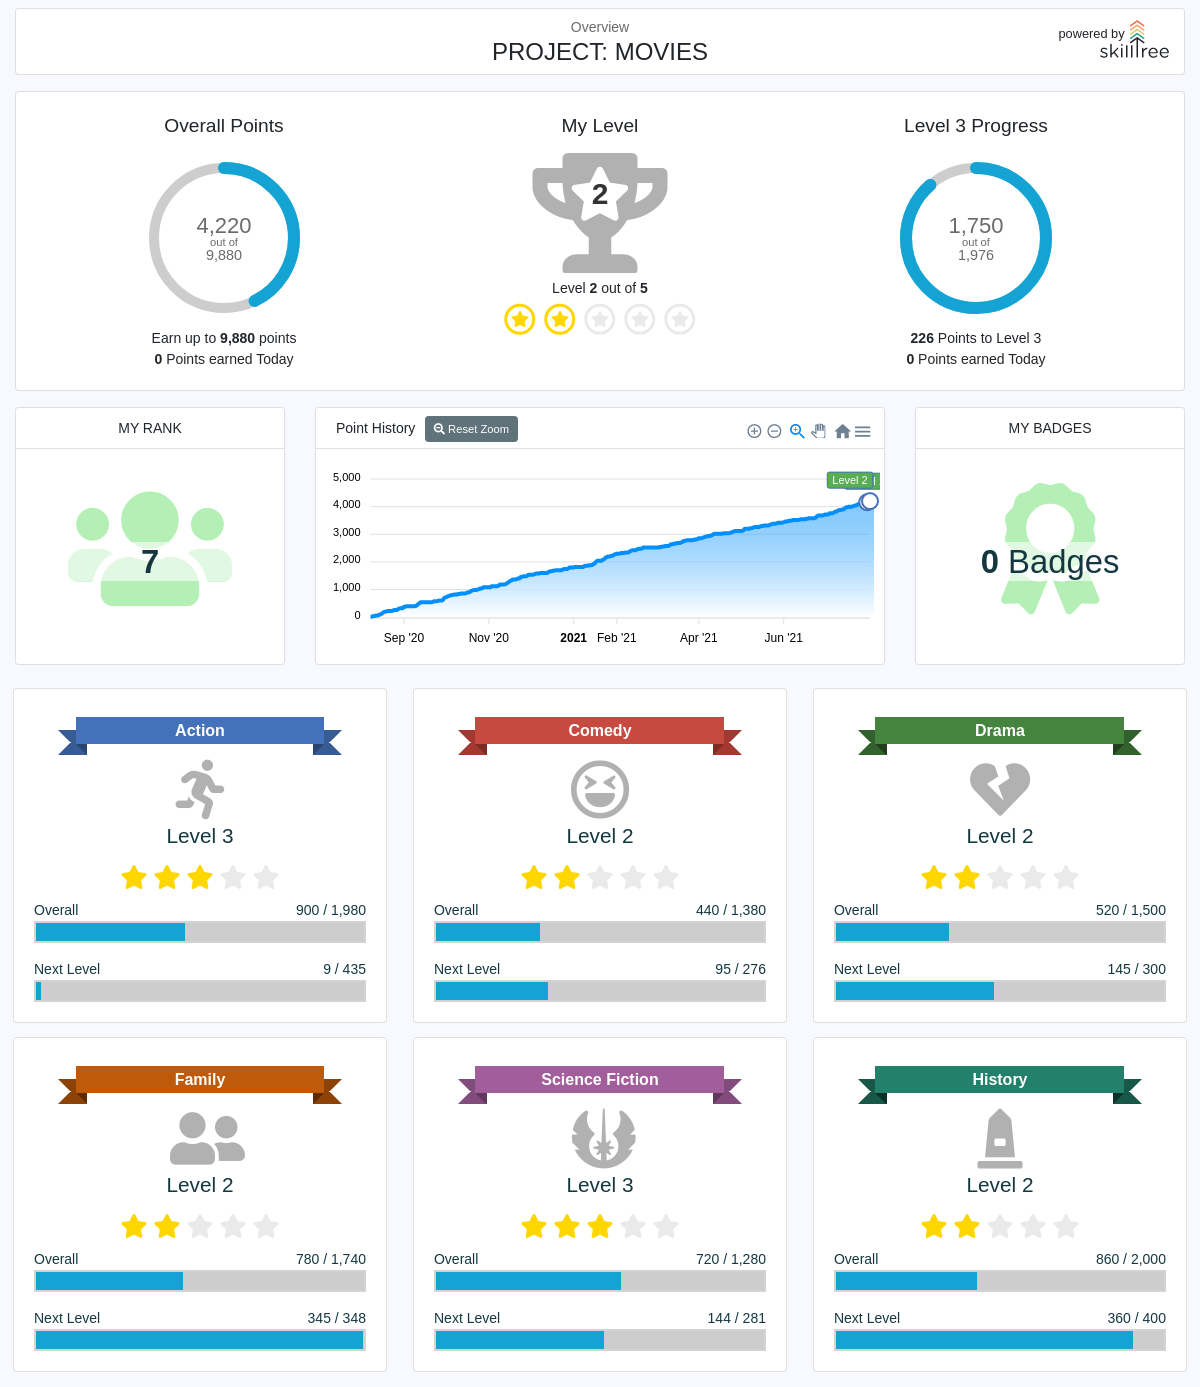 Overview
PROJECT: MOVIES
powered by
skilltree
Overall Points
My Level
Level 3 Progress
4,220
out of
9,880
2
1,750
out of
1,976
Level 2 out of 5
Earn up to 9,880 points
0 Points earned Today
226 Points to Level 3
0 Points earned Today
MY RANK
7
Point History
Reset Zoom
5,000
4,000
3,000
2,000
1,000
0
Level 2
Sep '20
Nov '20
2021
Feb '21
Apr '21
Jun '21
MY BADGES
0 Badges
Action
Level 3
Overall 900 / 1,980
Next Level 9 / 435
Comedy
Level 2
Overall 440 / 1,380
Next Level 95 / 276
Drama
Level 2
Overall 520 / 1,500
Next Level 145 / 300
Family
Level 2
Overall 780 / 1,740
Next Level 345 / 348
Science Fiction
Level 3
Overall 720 / 1,280
Next Level 144 / 281
History
Level 2
Overall 860 / 2,000
Next Level 360 / 400